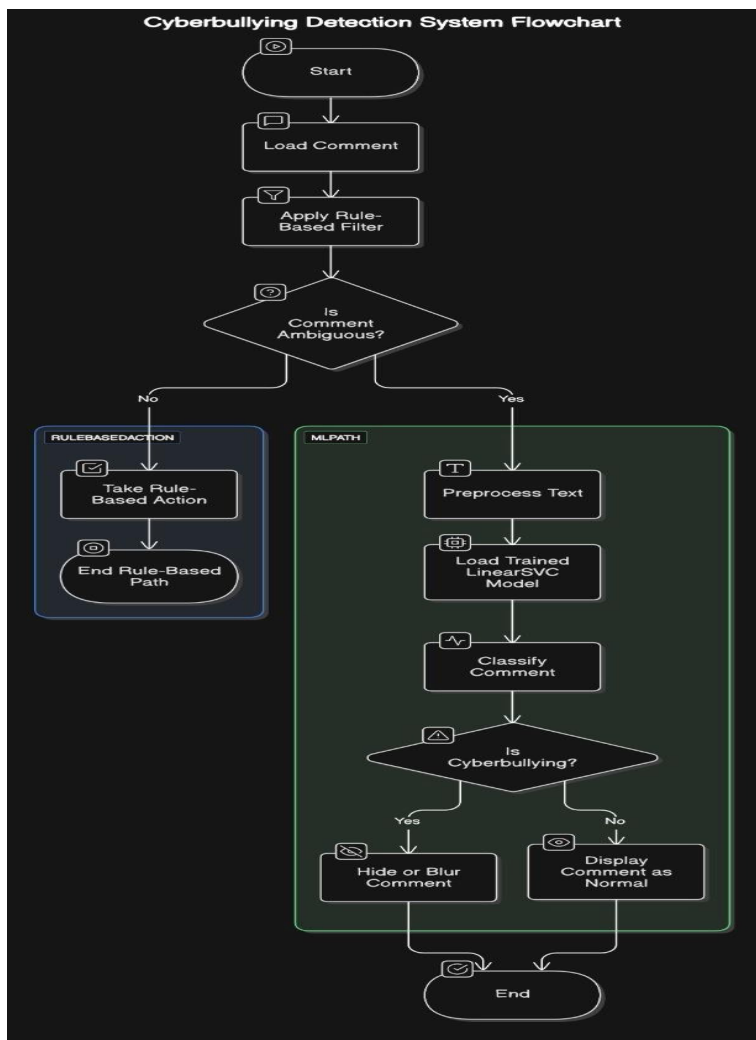 Cyberbullying Detection System Flowchart
Start
Load Comment
Apply Rule-
Based Filter
Is
Comment
Ambiguous?
No
Yes
RULEBASEDACTION
Take Rule-
Based Action
End Rule-Based
Path
MLPATH
Preprocess Text
Load Trained
LinearSVC
Model
Classify
Comment
Is
Cyberbullying?
Yes
No
Hide or Blur
Comment
Display
Comment as
Normal
End